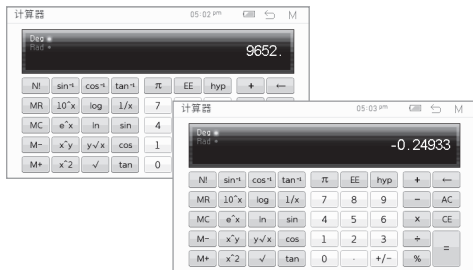 计算器 05:02 PM M
Deg
Rad
9652.
N! sin-1 cos-1 tan-1 π EE hyp + ←
MR 10^x log 1/x 7
MC e^x ln sin 4
M- x^y y√x cos 1
M+ x^2 √ tan 0
计算器 05:03 PM M
Deg
Rad
-0.24933
N! sin-1 cos-1 tan-1 π EE hyp + ←
MR 10^x log 1/x 7 8 9 − AC
MC e^x ln sin 4 5 6 × CE
M- x^y y√x cos 1 2 3 ÷ =
M+ x^2 √ tan 0 · +/- %